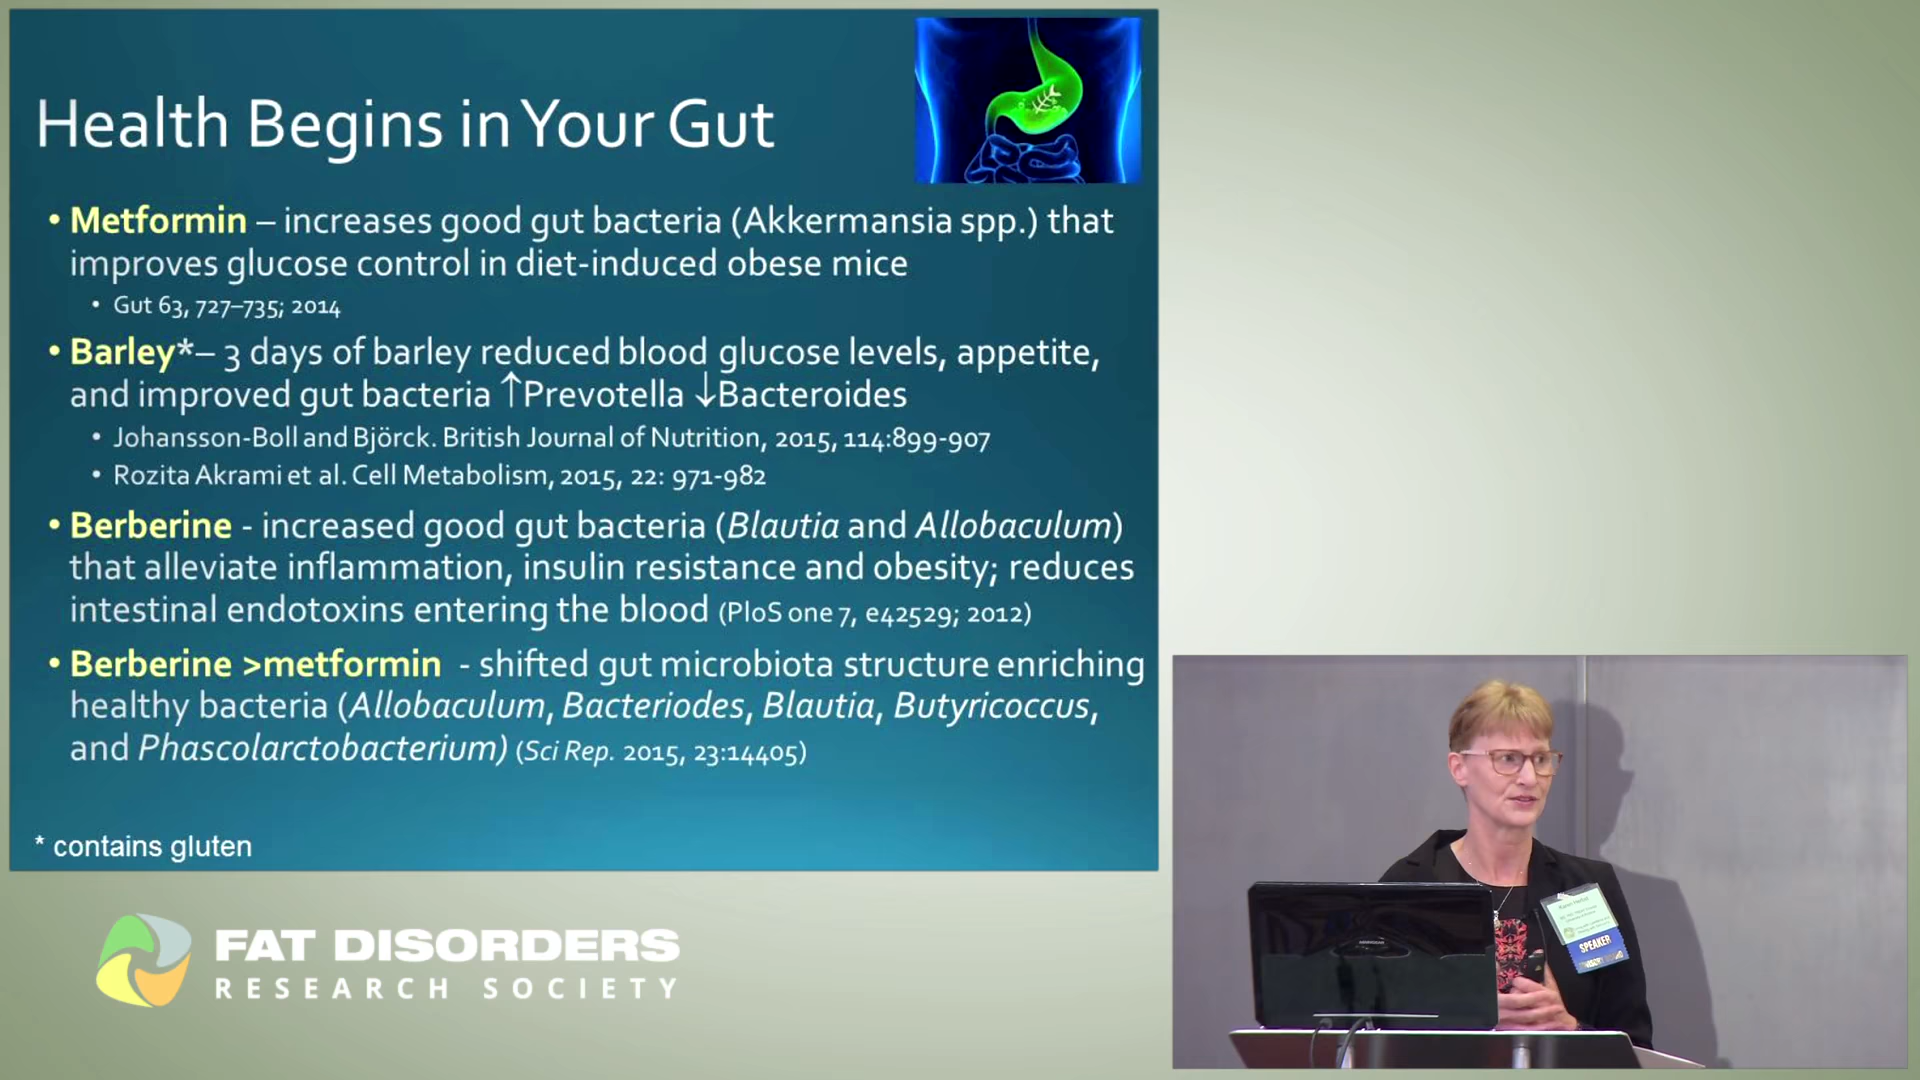 Health Begins in Your Gut
• Metformin – increases good gut bacteria (Akkermansia spp.) that
improves glucose control in diet-induced obese mice
• Gut 63, 727–735; 2014
• Barley*– 3 days of barley reduced blood glucose levels, appetite,
and improved gut bacteria ↑Prevotella ↓Bacteroides
• Johansson-Boll and Björck. British Journal of Nutrition, 2015, 114:899-907
• Rozita Akrami et al. Cell Metabolism, 2015, 22: 971-982
• Berberine - increased good gut bacteria (Blautia and Allobaculum)
that alleviate inflammation, insulin resistance and obesity; reduces
intestinal endotoxins entering the blood (PloS one 7, e42529; 2012)
• Berberine >metformin - shifted gut microbiota structure enriching
healthy bacteria (Allobaculum, Bacteriodes, Blautia, Butyricoccus,
and Phascolarctobacterium) (Sci Rep. 2015, 23:14405)
* contains gluten
FAT DISORDERS
RESEARCH SOCIETY
Karen
SPEAKER